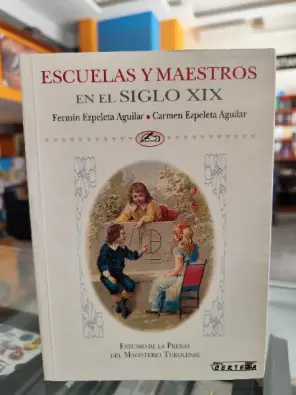 ESCUELAS Y MAESTROS
EN EL SIGLO XIX
Fermín Ezpeleta Aguilar • Carmen Ezpeleta Aguilar
ESTUDIO DE LA PRENSA
DEL MAGISTERIO TUROLENSE
CERTEZA